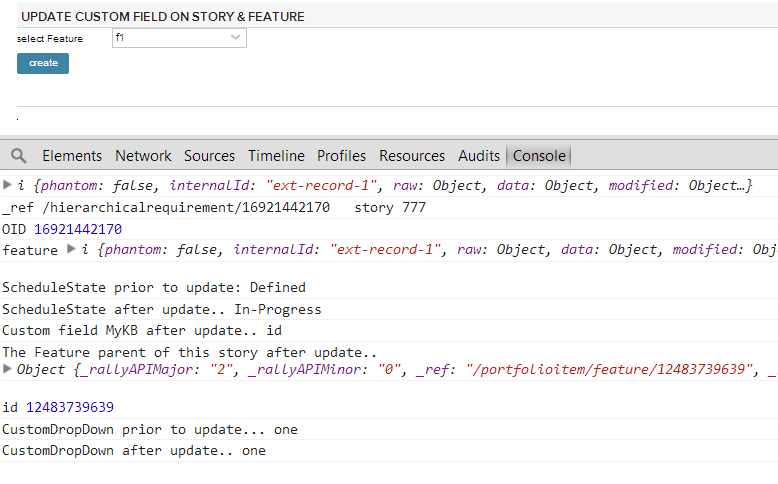 UPDATE CUSTOM FIELD ON STORY & FEATURE
select Feature f1
create
.
Elements Network Sources Timeline Profiles Resources Audits Console
i {phantom: false, internalId: "ext-record-1", raw: Object, data: Object, modified: Object…}
_ref /hierarchicalrequirement/16921442170 story 777
OID 16921442170
feature i {phantom: false, internalId: "ext-record-1", raw: Object, data: Object, modified: Obj
ScheduleState prior to update: Defined
ScheduleState after update.. In-Progress
Custom field MyKB after update.. id
The Feature parent of this story after update..
Object {_rallyAPIMajor: "2", _rallyAPIMinor: "0", _ref: "/portfolioitem/feature/12483739639", _
id 12483739639
CustomDropDown prior to update... one
CustomDropDown after update.. one